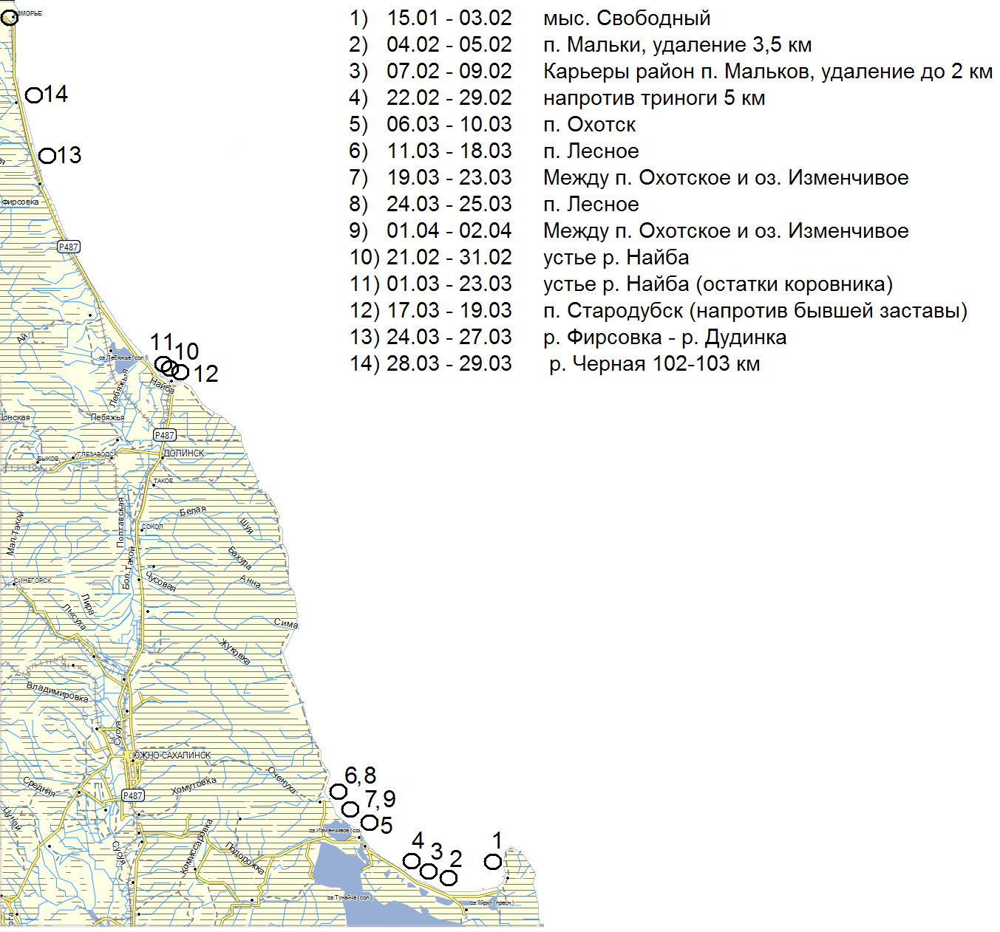 1) 15.01 - 03.02 мыс. Свободный
2) 04.02 - 05.02 п. Мальки, удаление 3,5 км
3) 07.02 - 09.02 Карьеры район п. Мальков, удаление до 2 км
4) 22.02 - 29.02 напротив триноги 5 км
5) 06.03 - 10.03 п. Охотск
6) 11.03 - 18.03 п. Лесное
7) 19.03 - 23.03 Между п. Охотское и оз. Изменчивое
8) 24.03 - 25.03 п. Лесное
9) 01.04 - 02.04 Между п. Охотское и оз. Изменчивое
10) 21.02 - 31.02 устье р. Найба
11) 01.03 - 23.03 устье р. Найба (остатки коровника)
12) 17.03 - 19.03 п. Стародубск (напротив бывшей заставы)
13) 24.03 - 27.03 р. Фирсовка - р. Дудинка
14) 28.03 - 29.03 р. Черная 102-103 км
14
13
Фирсовка
Р487
Ай
11
10
12
оз.Лебяжье (сол.)
Найба
Лебяжья
Донская
Лебяжья
Р487
УГЛЕЗАВОДСК
ДОЛИНСК
БЫКОВ
ТАКОЕ
Полтавская
Белая
Шуя
СОКОЛ
Мал.Такой
Бахура
Бол.Такой
Анна
Чусовая
СИНЕГОРСК
Лира
Лысуха
Сима
Жуковка
Владимировка
Сусуя
ЮЖНО-САХАЛИНСК
Оченуха
6,8
Средняя
Хомутовка
Р487
7,9
Цунай
5
оз.Изменчивое (сол
Комиссаровка
Сусуя
Подорожка
4
3
2
1
оз.Тунайча (сол.)